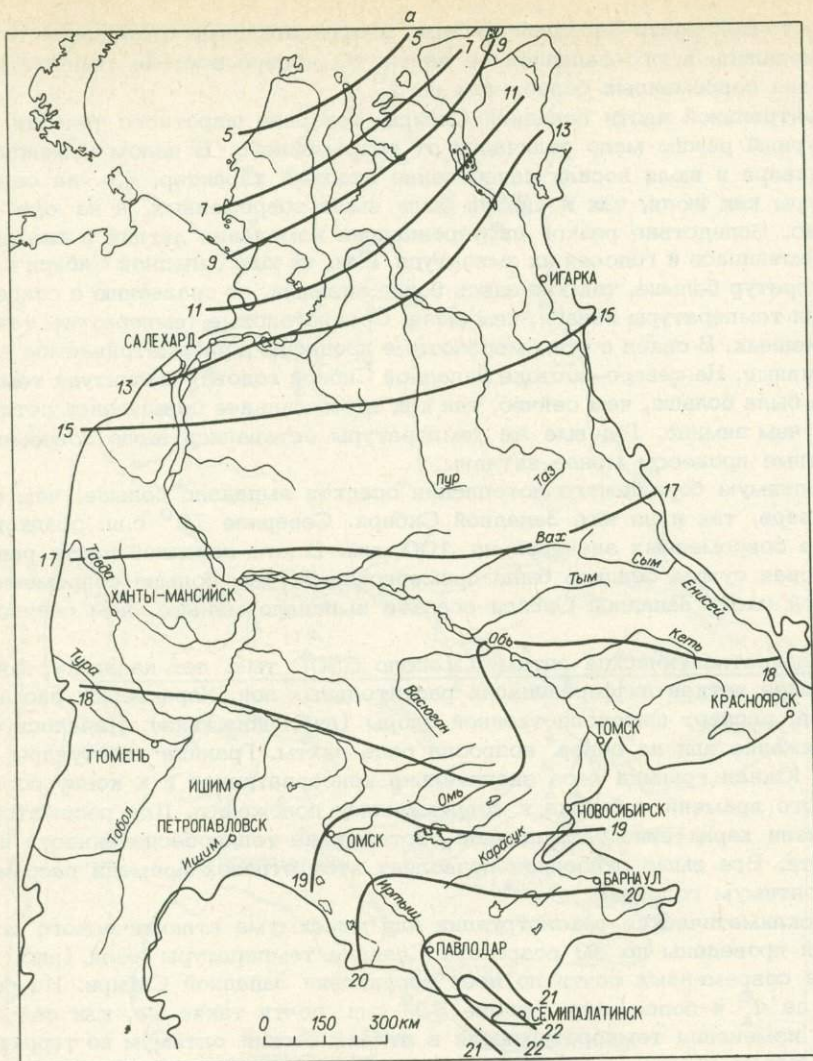 а
5
7
9
11
13
5
7
9
11
ИГАРКА
15
САЛЕХАРД
13
15
Пур
Таз
17
Вах
Сым
Тым
Енисей
17
Тавда
ХАНТЫ-МАНСИЙСК
Обь
Кеть
Тура
18
18
Васюган
КРАСНОЯРСК
ТОМСК
ТЮМЕНЬ
ИШИМ
Омь
НОВОСИБИРСК
Тобол
ПЕТРОПАВЛОВСК
ОМСК
19
Карасук
Ишим
19
Иртыш
БАРНАУЛ
20
ПАВЛОДАР
20
21
СЕМИПАЛАТИНСК
0 150 300 км
22
21 22